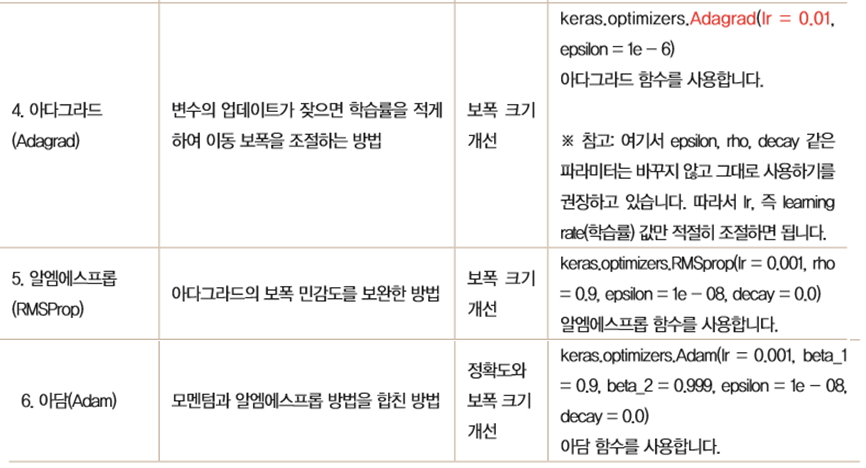 4. 아다그라드
(Adagrad)
변수의 업데이트가 잦으면 학습률을 적게
하여 이동 보폭을 조절하는 방법
보폭 크기
개선
keras.optimizers.Adagrad(lr = 0.01,
epsilon = 1e - 6)
아다그라드 함수를 사용합니다.
※ 참고: 여기서 epsilon, rho, decay 같은
파라미터는 바꾸지 않고 그대로 사용하기를
권장하고 있습니다. 따라서 lr, 즉 learning
rate(학습률) 값만 적절히 조절하면 됩니다.
5. 알엠에스프롭
(RMSProp)
아다그라드의 보폭 민감도를 보완한 방법
보폭 크기
개선
keras.optimizers.RMSprop(lr = 0.001, rho
= 0.9, epsilon = 1e - 08, decay = 0.0)
알엠에스프롭 함수를 사용합니다.
6. 아담(Adam)
모멘텀과 알엠에스프롭 방법을 합친 방법
정확도와
보폭 크기
개선
keras.optimizers.Adam(lr = 0.001, beta_1
= 0.9, beta_2 = 0.999, epsilon = 1e - 08,
decay = 0.0)
아담 함수를 사용합니다.